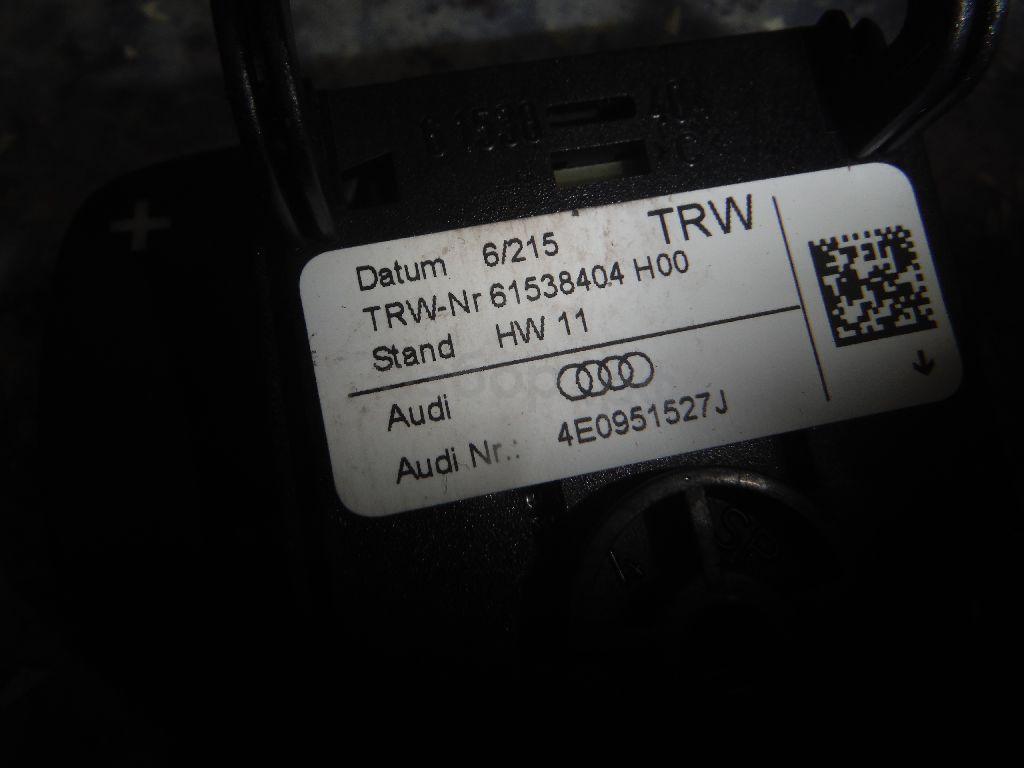 Datum 6/215 TRW
TRW-Nr 61538404 H00
Stand HW 11
Audi
Audi Nr.: 4E0951527J